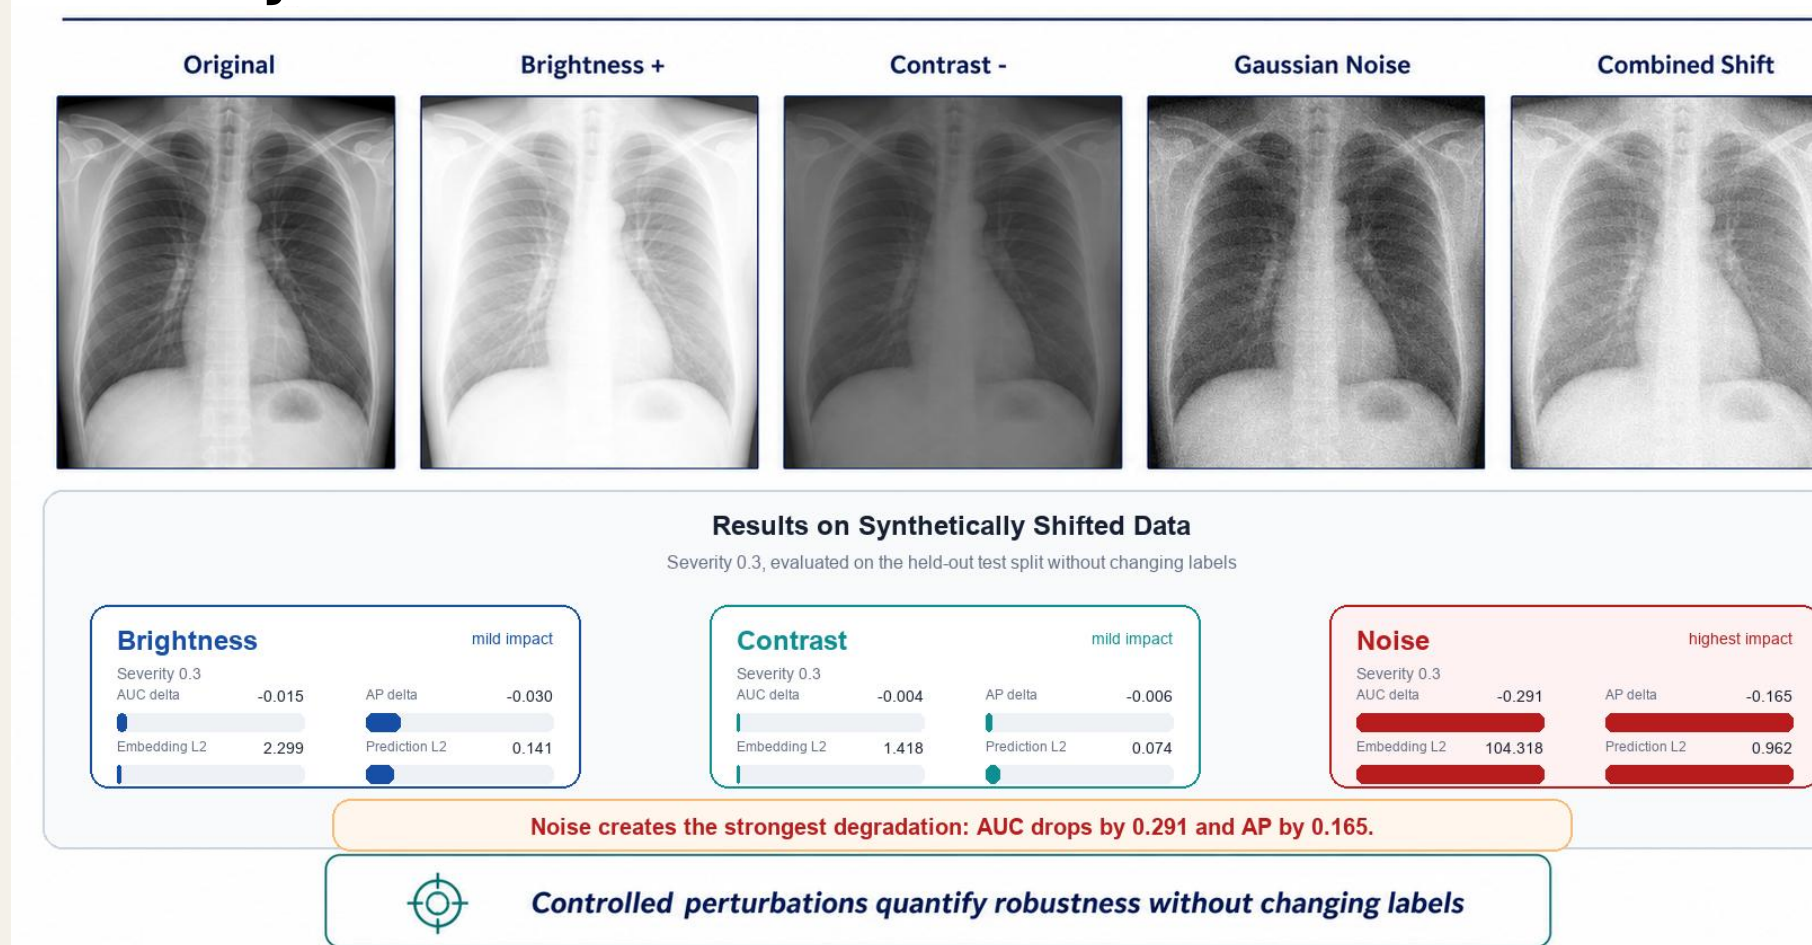 Original Brightness + Contrast - Gaussian Noise Combined Shift
Results on Synthetically Shifted Data
Severity 0.3, evaluated on the held-out test split without changing labels
Brightness mild impact
Severity 0.3
AUC delta -0.015 AP delta -0.030
Embedding L2 2.299 Prediction L2 0.141
Contrast mild impact
Severity 0.3
AUC delta -0.004 AP delta -0.006
Embedding L2 1.418 Prediction L2 0.074
Noise highest impact
Severity 0.3
AUC delta -0.291 AP delta -0.165
Embedding L2 104.318 Prediction L2 0.962
Noise creates the strongest degradation: AUC drops by 0.291 and AP by 0.165.
Controlled perturbations quantify robustness without changing labels